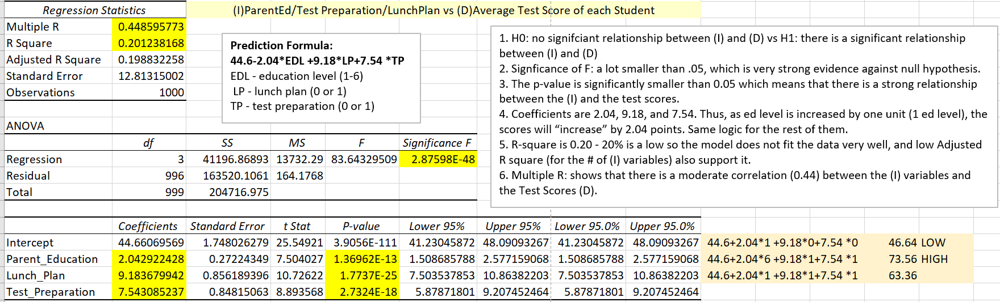 Regression Statistics
(I)ParentEd/Test Preparation/LunchPlan vs (D)Average Test Score of each Student
Multiple R 0.448595773
R Square 0.201238168
Adjusted R Square 0.198832258
Standard Error 12.81315002
Observations 1000
Prediction Formula:
44.6-2.04*EDL +9.18*LP+7.54 *TP
EDL - education level (1-6)
LP - lunch plan (0 or 1)
TP - test preparation (0 or 1)
1. H0: no signifciant relationship between (I) and (D) vs H1: there is a significant relationship
between (I) and (D)
2. Signficance of F: a lot smaller than .05, which is very strong evidence against null hypothesis.
3. The p-value is significantly smaller than 0.05 which means that there is a strong relationship
between the (I) and the test scores.
4. Coefficients are 2.04, 9.18, and 7.54. Thus, as ed level is increased by one unit (1 ed level), the
scores will “increase” by 2.04 points. Same logic for the rest of them.
5. R-square is 0.20 - 20% is a low so the model does not fit the data very well, and low Adjusted
R square (for the # of (I) variables) also support it.
6. Multiple R: shows that there is a moderate correlation (0.44) between the (I) variables and
the Test Scores (D).
ANOVA
df SS MS F Significance F
Regression 3 41196.86893 13732.29 83.64329509 2.87598E-48
Residual 996 163520.1061 164.1768
Total 999 204716.975
Coefficients Standard Error t Stat P-value Lower 95% Upper 95% Lower 95.0% Upper 95.0%
Intercept 44.66069569 1.748026279 25.54921 3.9056E-111 41.23045872 48.09093267 41.23045872 48.09093267 44.6+2.04*1 +9.18*0+7.54 *0 46.64 LOW
Parent_Education 2.042922428 0.27224349 7.504027 1.36962E-13 1.508685788 2.577159068 1.508685788 2.577159068 44.6+2.04*6 +9.18*1+7.54 *1 73.56 HIGH
Lunch_Plan 9.183679942 0.856189396 10.72622 1.7737E-25 7.503537853 10.86382203 7.503537853 10.86382203 44.6+2.04*1 +9.18*1+7.54 *1 63.36
Test_Preparation 7.543085237 0.84815063 8.893568 2.7324E-18 5.87871801 9.207452464 5.87871801 9.207452464